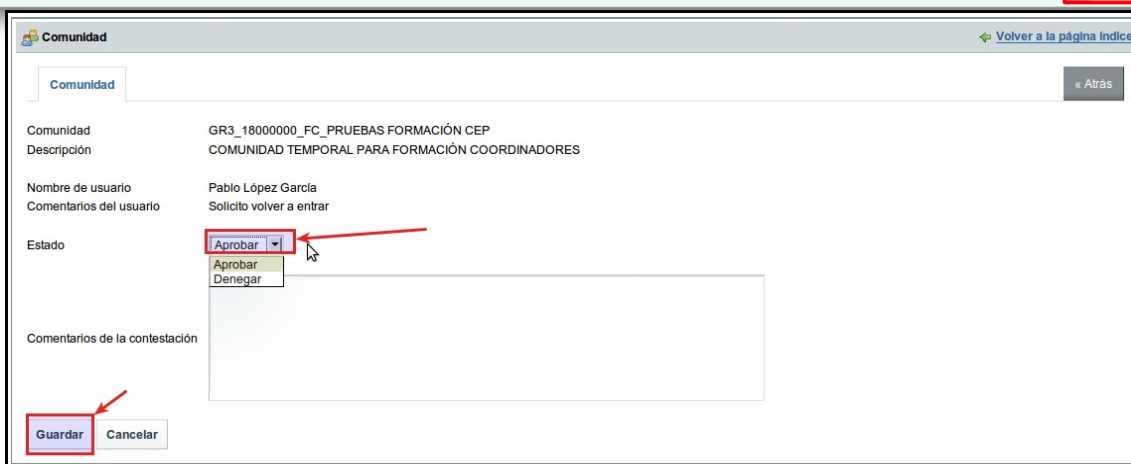 Comunidad
Volver a la página índice
Comunidad
« Atrás
Comunidad GR3_18000000_FC_PRUEBAS FORMACIÓN CEP
Descripción COMUNIDAD TEMPORAL PARA FORMACIÓN COORDINADORES
Nombre de usuario Pablo López García
Comentarios del usuario Solicito volver a entrar
Estado Aprobar
Aprobar
Denegar
Comentarios de la contestación
Guardar Cancelar